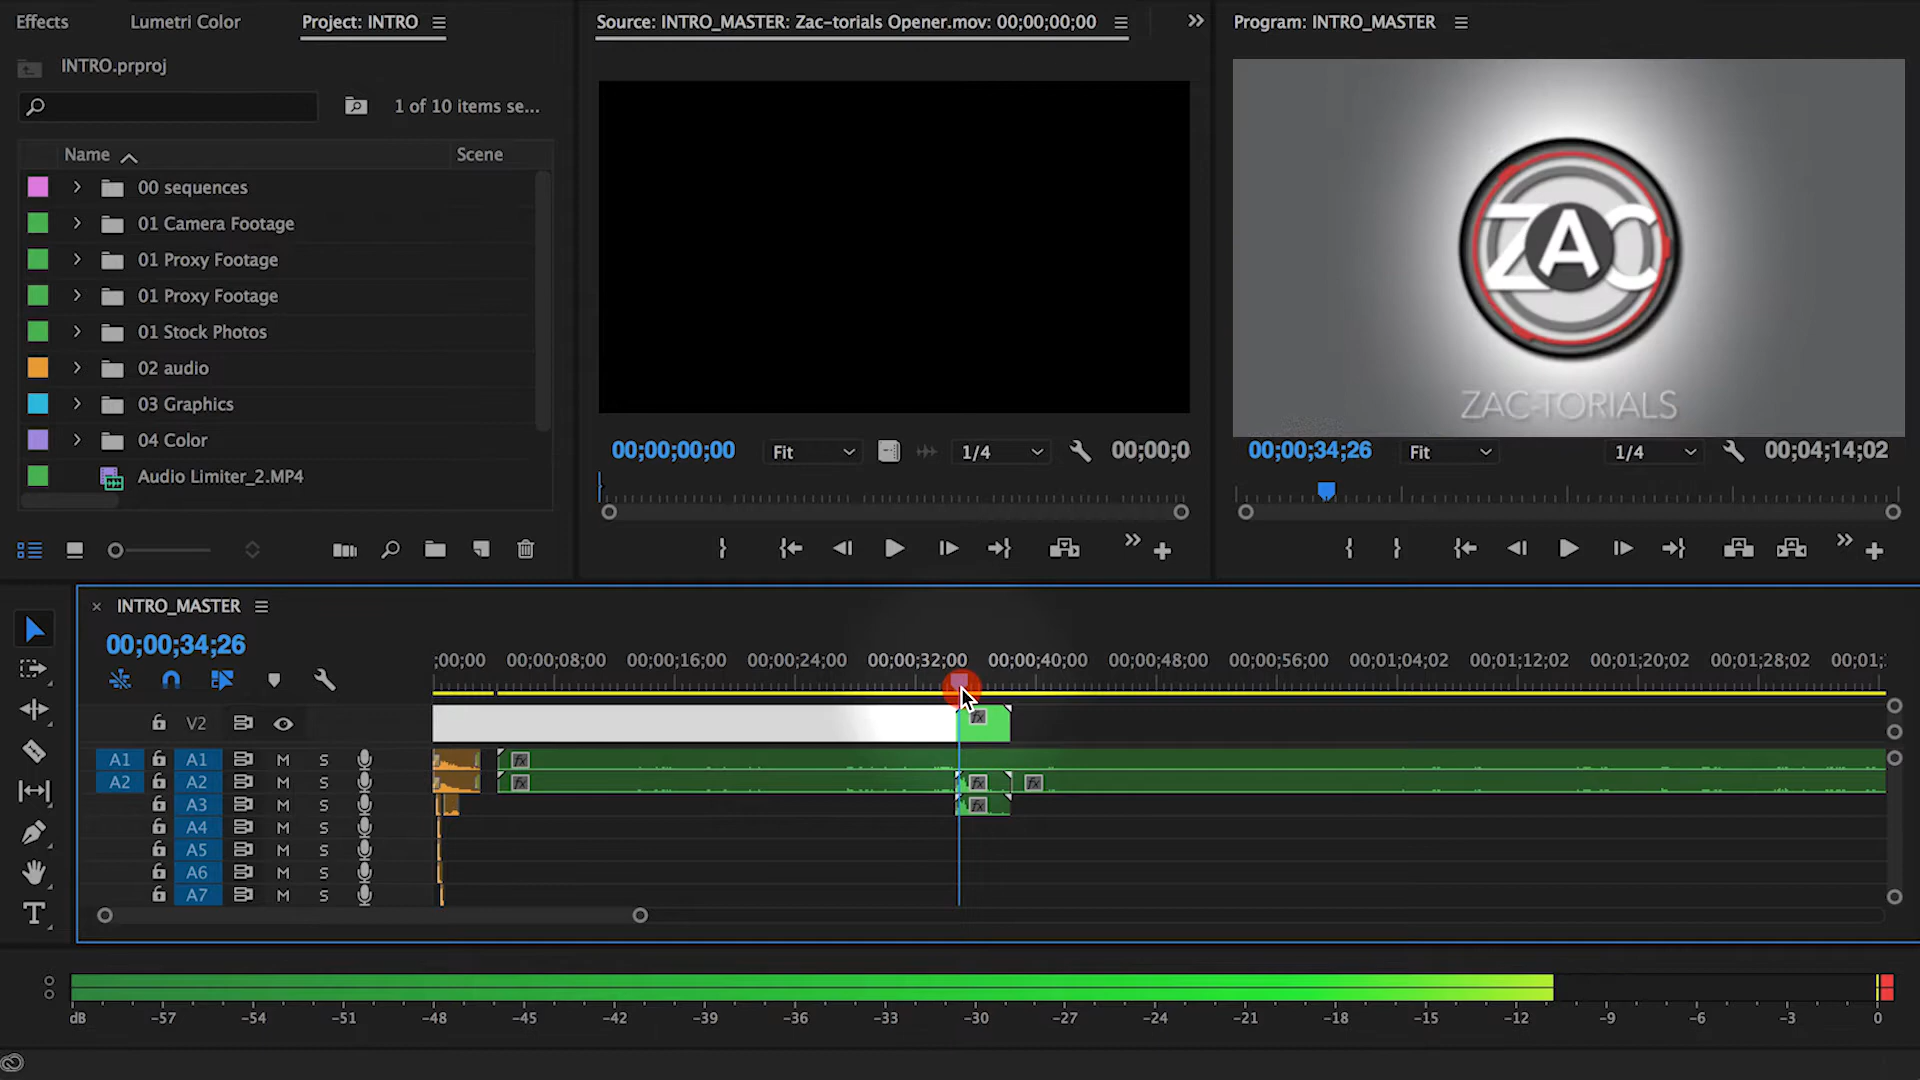 Effects Lumetri Color Project: INTRO
INTRO.prproj
1 of 10 items se...
Name Scene
00 sequences
01 Camera Footage
01 Proxy Footage
01 Proxy Footage
01 Stock Photos
02 audio
03 Graphics
04 Color
Audio Limiter_2.MP4
Source: INTRO_MASTER: Zac-torials Opener.mov: 00;00;00;00
00;00;00;00 Fit 1/4 00;00;0
Program: INTRO_MASTER
ZAC
ZAC-TORIALS
00;00;34;26 Fit 1/4 00;04;14;02
INTRO_MASTER
00;00;34;26
;00;00 00;00;08;00 00;00;16;00 00;00;24;00 00;00;32;00 00;00;40;00 00;00;48;00 00;00;56;00 00;01;04;02 00;01;12;02 00;01;20;02 00;01;28;02 00;01;
V2 fx
A1 A1 M S fx
A2 A2 M S fx fx fx
A3 M S fx
A4 M S
A5 M S
A6 M S
A7 M S
T
dB -57 -54 -51 -48 -45 -42 -39 -36 -33 -30 -27 -24 -21 -18 -15 -12 -9 -6 -3 0